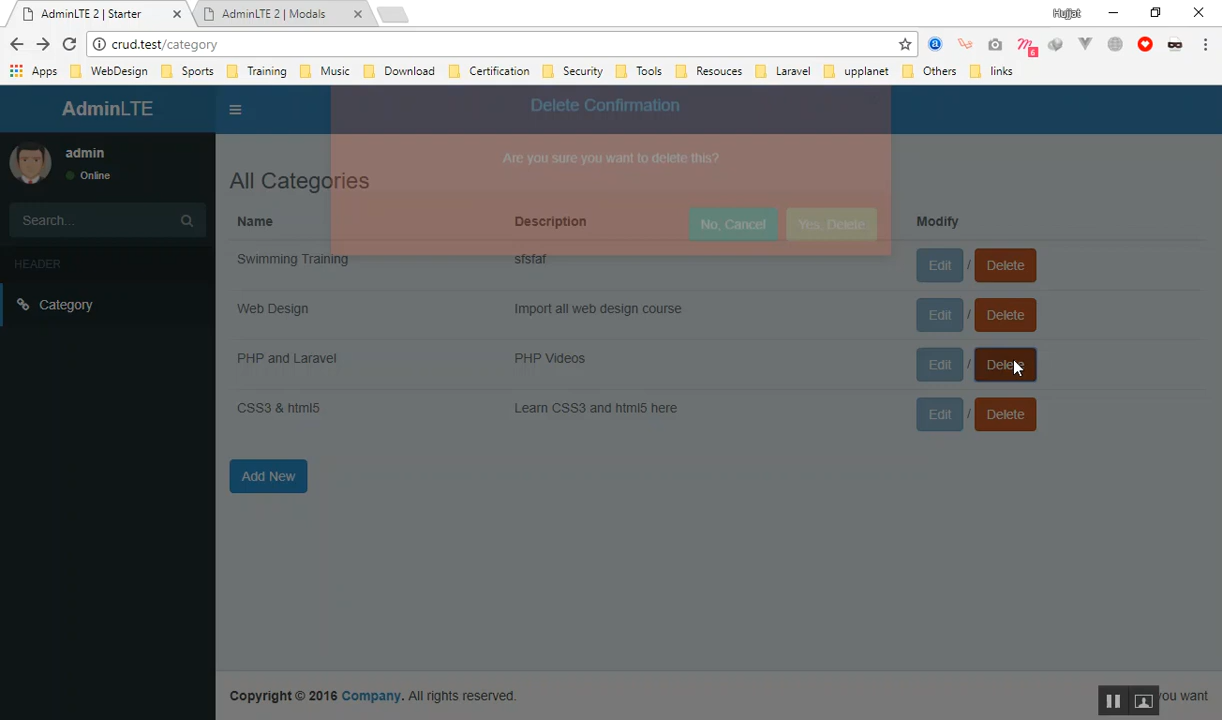 AdminLTE 2 | Starter
AdminLTE 2 | Modals
Hujjat
crud.test/category
6
Apps WebDesign Sports Training Music Download Certification Security Tools Resouces Laravel upplanet Others links
AdminLTE
Delete Confirmation
admin
Online
Are you sure you want to delete this?
All Categories
Search...
Name Description Modify
No, Cancel Yes, Delete
HEADER
Swimming Training sfsfaf Edit / Delete
Category
Web Design Import all web design course Edit / Delete
PHP and Laravel PHP Videos Edit / Delete
CSS3 & html5 Learn CSS3 and html5 here Edit / Delete
Add New
Copyright © 2016 Company. All rights reserved.
you want